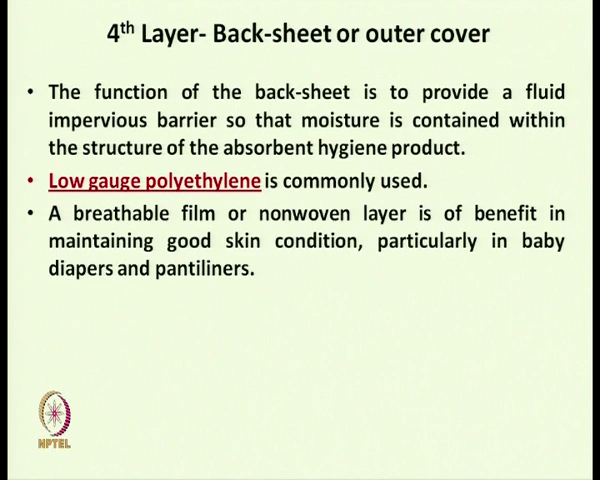 4th Layer- Back-sheet or outer cover
• The function of the back-sheet is to provide a fluid
impervious barrier so that moisture is contained within
the structure of the absorbent hygiene product.
• Low gauge polyethylene is commonly used.
• A breathable film or nonwoven layer is of benefit in
maintaining good skin condition, particularly in baby
diapers and pantiliners.
NPTEL